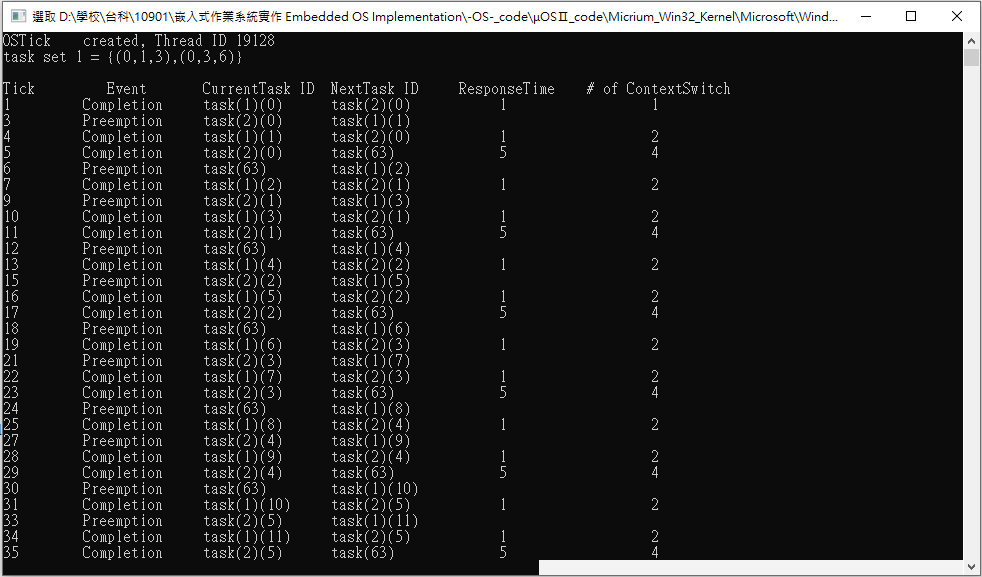 選取 D:\學校\台科\10901\嵌入式作業系統實作 Embedded OS Implementation\-OS-_code\μOSⅡ_code\Micrium_Win32_Kernel\Microsoft\Wind...
OSTick created, Thread ID 19128
task set 1 = {(0,1,3),(0,3,6)}
Tick Event CurrentTask ID NextTask ID ResponseTime # of ContextSwitch
1 Completion task(1)(0) task(2)(0) 1 1
3 Preemption task(2)(0) task(1)(1)
4 Completion task(1)(1) task(2)(0) 1 2
5 Completion task(2)(0) task(63) 5 4
6 Preemption task(63) task(1)(2)
7 Completion task(1)(2) task(2)(1) 1 2
9 Preemption task(2)(1) task(1)(3)
10 Completion task(1)(3) task(2)(1) 1 2
11 Completion task(2)(1) task(63) 5 4
12 Preemption task(63) task(1)(4)
13 Completion task(1)(4) task(2)(2) 1 2
15 Preemption task(2)(2) task(1)(5)
16 Completion task(1)(5) task(2)(2) 1 2
17 Completion task(2)(2) task(63) 5 4
18 Preemption task(63) task(1)(6)
19 Completion task(1)(6) task(2)(3) 1 2
21 Preemption task(2)(3) task(1)(7)
22 Completion task(1)(7) task(2)(3) 1 2
23 Completion task(2)(3) task(63) 5 4
24 Preemption task(63) task(1)(8)
25 Completion task(1)(8) task(2)(4) 1 2
27 Preemption task(2)(4) task(1)(9)
28 Completion task(1)(9) task(2)(4) 1 2
29 Completion task(2)(4) task(63) 5 4
30 Preemption task(63) task(1)(10)
31 Completion task(1)(10) task(2)(5) 1 2
33 Preemption task(2)(5) task(1)(11)
34 Completion task(1)(11) task(2)(5) 1 2
35 Completion task(2)(5) task(63) 5 4